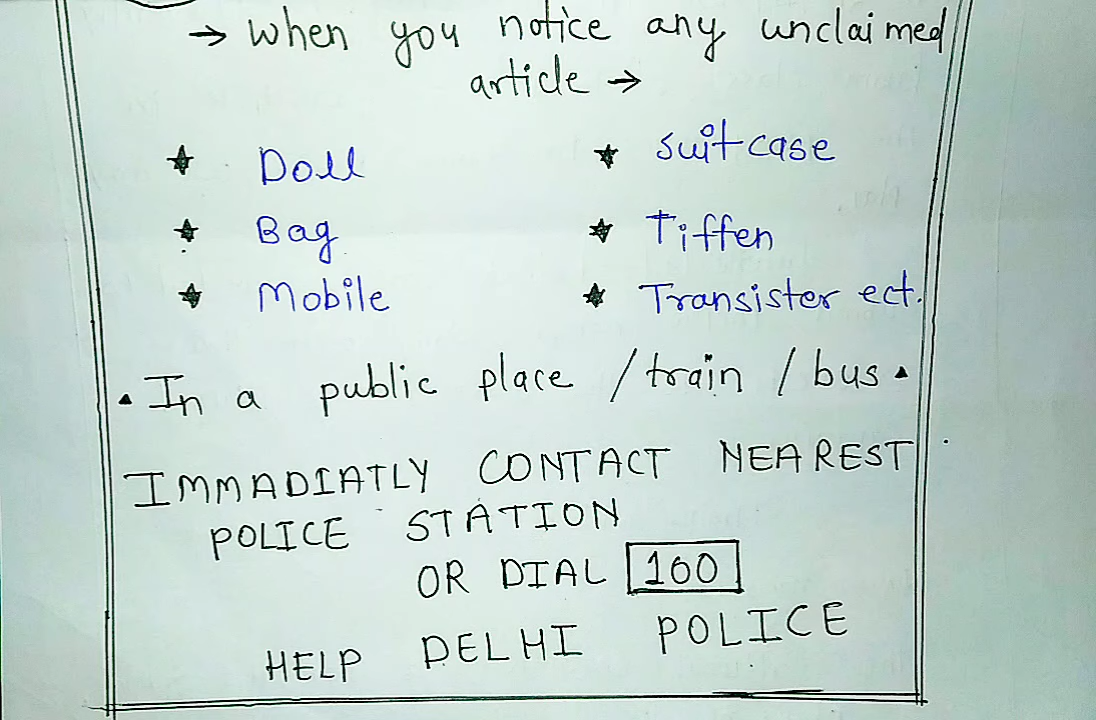 → When you notice any unclaimed
article →
★ Doll ★ Suitcase
★ Bag ★ Tiffen
★ Mobile ★ Transister ect.
• In a public place / train / bus •
IMMADIATLY CONTACT NEAREST
POLICE STATION
OR DIAL 100
HELP DELHI POLICE